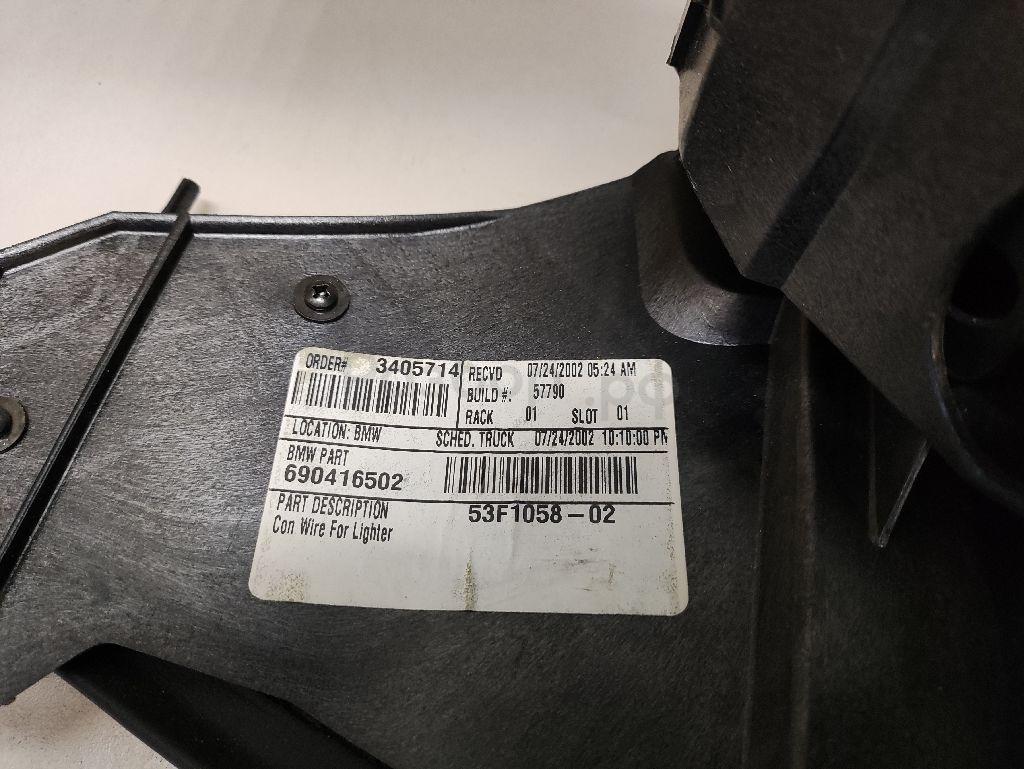 ORDER# 3405714
RECVD 07/24/2002 05:24 AM
BUILD #: 57790
RACK 01 SLOT 01
LOCATION: BMW SCHED. TRUCK 07/24/2002 10:10:00 PM
BMW PART
690416502
53F1058-02
PART DESCRIPTION
Con Wire For Lighter
.рф